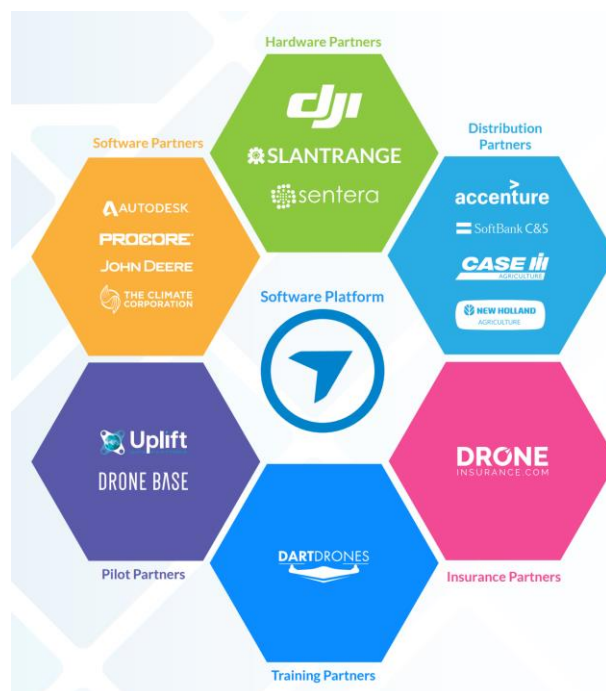 Hardware Partners
dji
SLANTRANGE
sentera
Software Partners
AUTODESK
PROCORE
JOHN DEERE
THE CLIMATE
CORPORATION
Distribution
Partners
accenture
SoftBank C&S
CASE IH
AGRICULTURE
NEW HOLLAND
AGRICULTURE
Software Platform
Uplift
DRONE BASE
Pilot Partners
DRONE
INSURANCE.COM
Insurance Partners
DARTDRONES
Training Partners